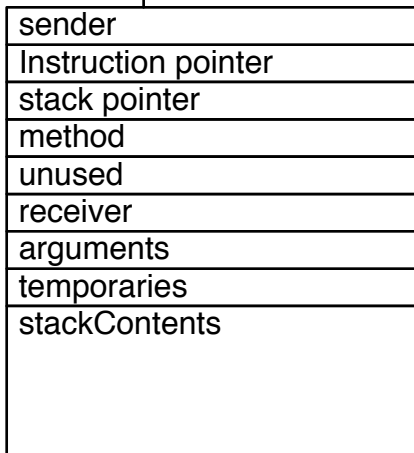 sender
Instruction pointer
stack pointer
method
unused
receiver
arguments
temporaries
stackContents